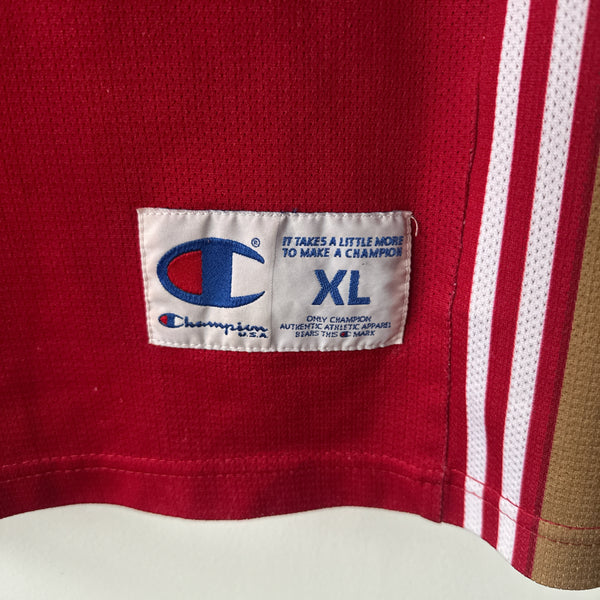 ®
IT TAKES A LITTLE MORE
TO MAKE A CHAMPION
XL
Champion
U.S.A.
ONLY CHAMPION
AUTHENTIC ATHLETIC APPAREL
BEARS THIS C MARK